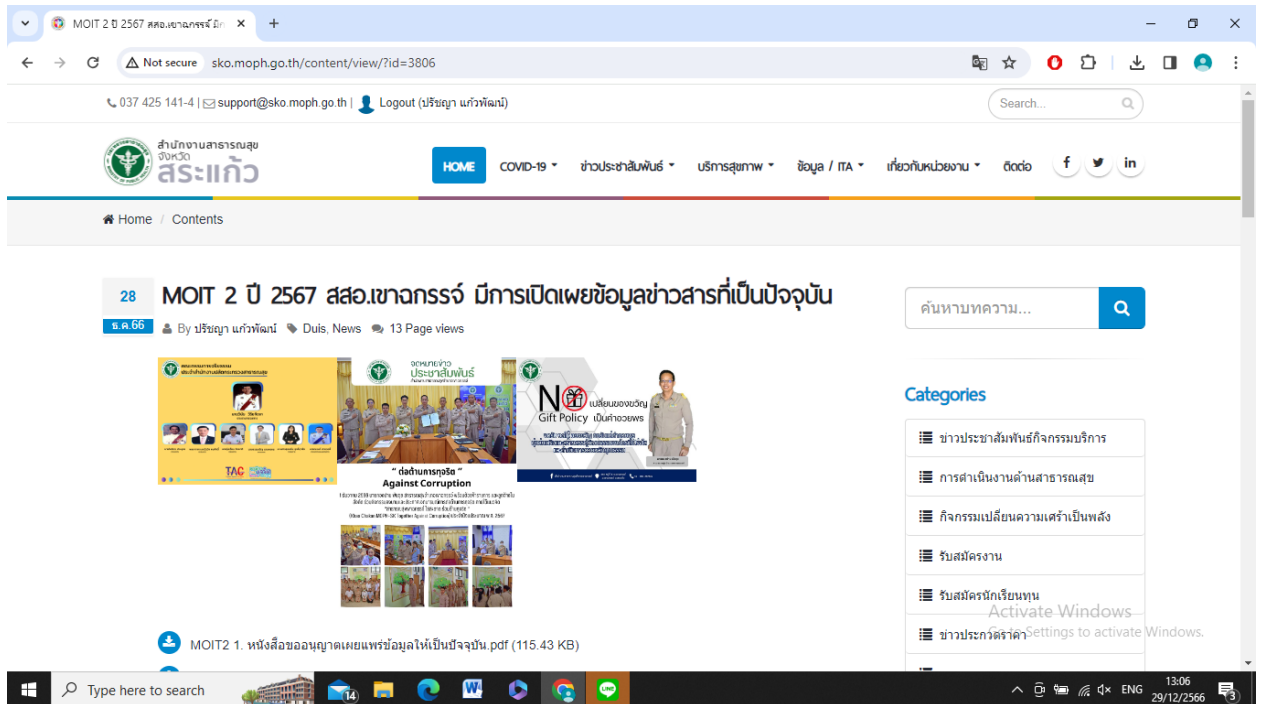 MOIT 2 ปี 2567 สสอ.เขาฉกรรจ์ มีก
Not secure sko.moph.go.th/content/view/?id=3806
037 425 141-4 | support@sko.moph.go.th | Logout (ปรัชญา แก้วพัฒน์)
Search...
สำนักงานสาธารณสุข
จังหวัด
สระแก้ว
HOME COVID-19 ข่าวประชาสัมพันธ์ บริการสุขภาพ ข้อมูล / ITA เกี่ยวกับหน่วยงาน ติดต่อ
Home / Contents
28
ธ.ค.66
MOIT 2 ปี 2567 สสอ.เขาฉกรรจ์ มีการเปิดเผยข้อมูลข่าวสารที่เป็นปัจจุบัน
By ปรัชญา แก้วพัฒน์ Duis, News 13 Page views
ค้นหาบทความ...
TAC
จดหมายข่าว
ประชาสัมพันธ์
" ต่อต้านการทุจริต "
Against Corruption
NO เปลี่ยนของขวัญ
Gift Policy เป็นคำอวยพร
Categories
ข่าวประชาสัมพันธ์กิจกรรมบริการ
การดำเนินงานด้านสาธารณสุข
กิจกรรมเปลี่ยนความเศร้าเป็นพลัง
รับสมัครงาน
รับสมัครนักเรียนทุน
ข่าวประกวดราคา
MOIT2 1. หนังสือขออนุญาตเผยแพร่ข้อมูลให้เป็นปัจจุบัน.pdf (115.43 KB)
Activate Windows
Go to Settings to activate Windows.
Type here to search
14
ENG
13:06
29/12/2566
3